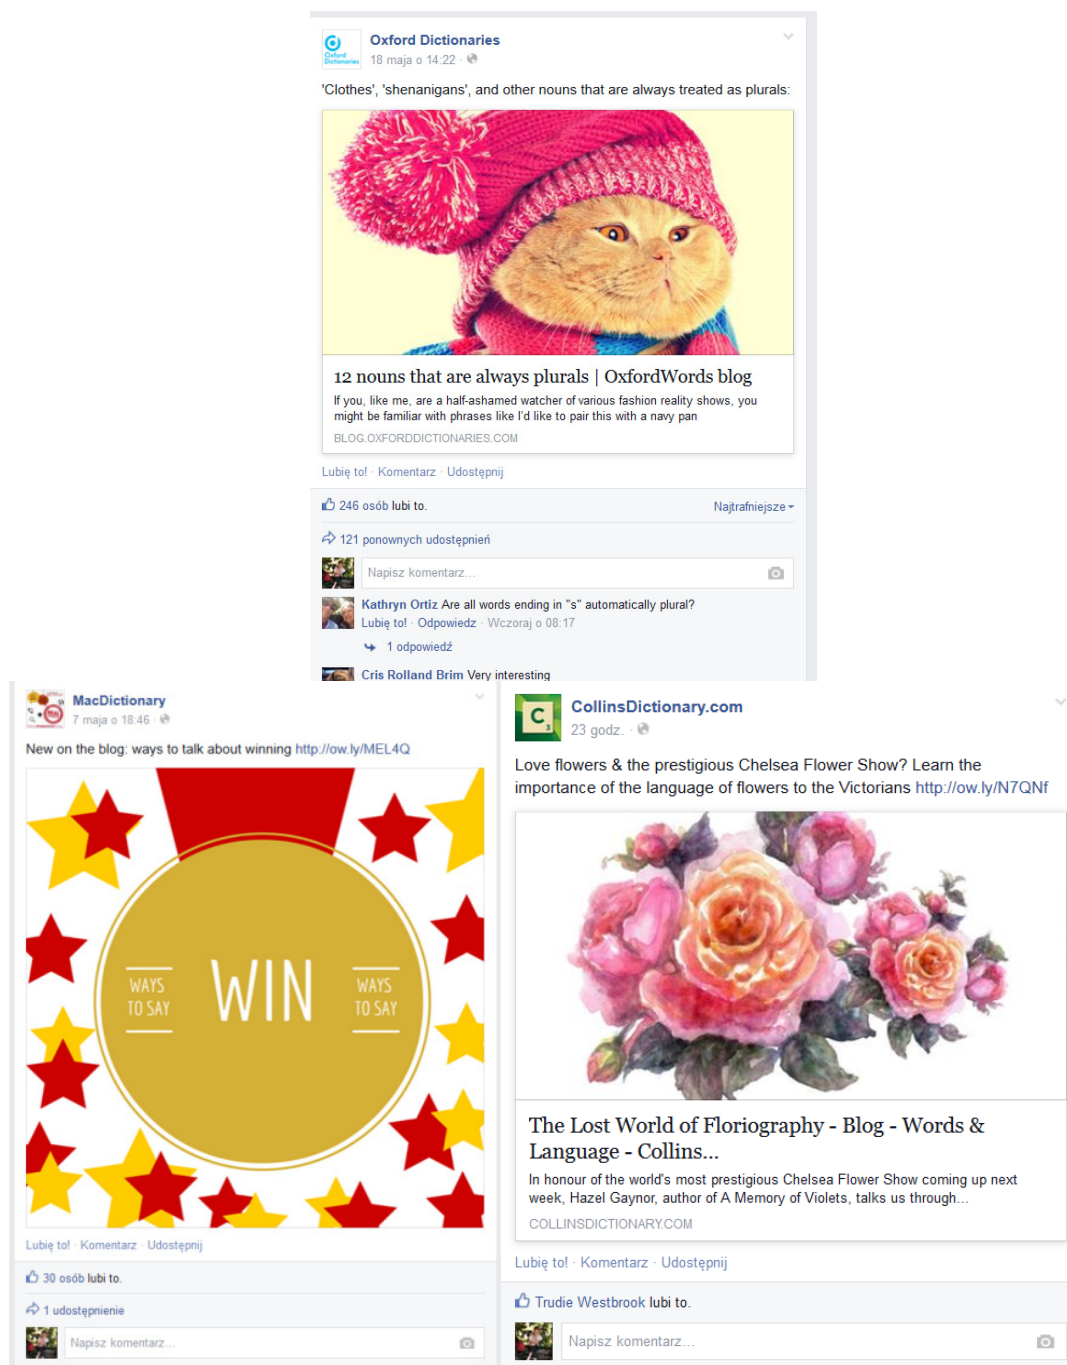 Oxford Dictionaries
Oxford
Dictionaries
18 maja o 14:22 ·
'Clothes', 'shenanigans', and other nouns that are always treated as plurals:
12 nouns that are always plurals | OxfordWords blog
If you, like me, are a half-ashamed watcher of various fashion reality shows, you
might be familiar with phrases like I'd like to pair this with a navy pan
BLOG.OXFORDDICTIONARIES.COM
Lubię to! · Komentarz · Udostępnij
246 osób lubi to.
Najtrafniejsze
121 ponownych udostępnień
Napisz komentarz...
Kathryn Ortiz Are all words ending in "s" automatically plural?
Lubię to! · Odpowiedz · Wczoraj o 08:17
1 odpowiedź
Cris Rolland Brim Very interesting
MacDictionary
7 maja o 18:46 ·
New on the blog: ways to talk about winning http://ow.ly/MEL4Q
WAYS
TO SAY
WIN
WAYS
TO SAY
Lubię to! · Komentarz · Udostępnij
30 osób lubi to.
1 udostępnienie
Napisz komentarz...
C
3
CollinsDictionary.com
23 godz. ·
Love flowers & the prestigious Chelsea Flower Show? Learn the
importance of the language of flowers to the Victorians http://ow.ly/N7QNf
The Lost World of Floriography - Blog - Words &
Language - Collins...
In honour of the world's most prestigious Chelsea Flower Show coming up next
week, Hazel Gaynor, author of A Memory of Violets, talks us through...
COLLINSDICTIONARY.COM
Lubię to! · Komentarz · Udostępnij
Trudie Westbrook lubi to.
Napisz komentarz...